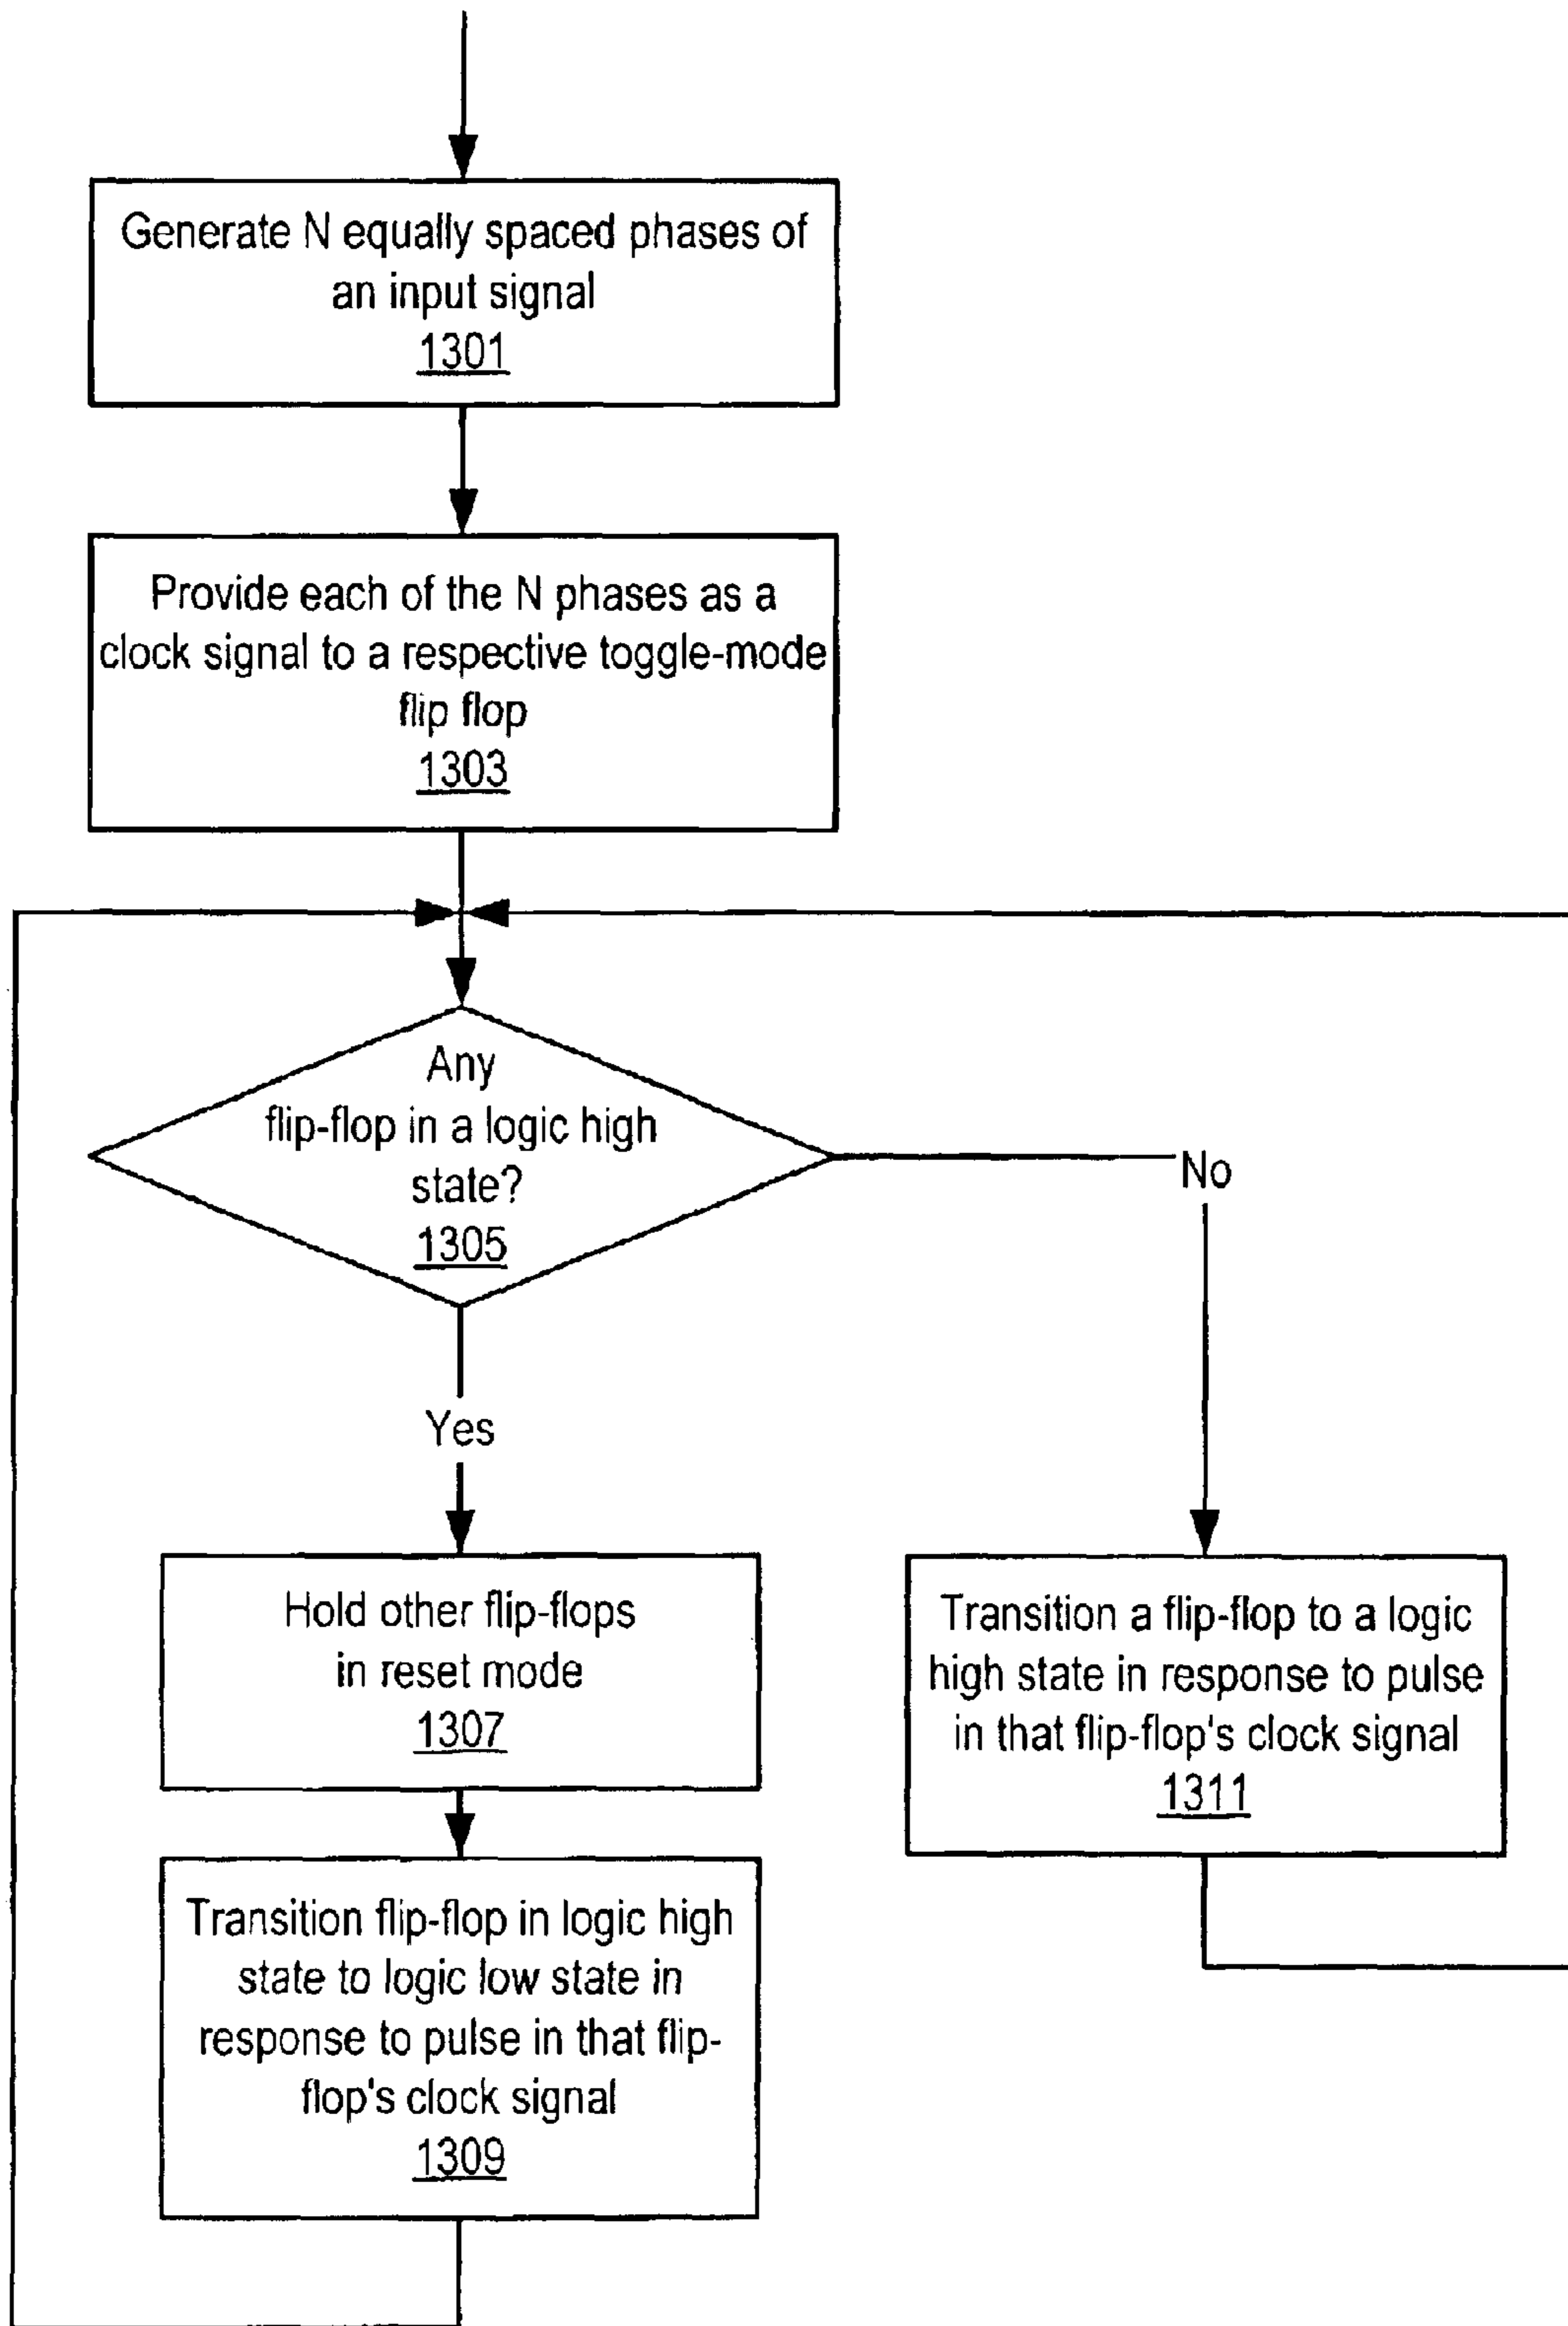 Generate N equally spaced phases of
an input signal
1301
Provide each of the N phases as a
clock signal to a respective toggle-mode
flip flop
1303
Any
flip-flop in a logic high
state?
1305
No
Yes
Hold other flip-flops
in reset mode
1307
Transition a flip-flop to a logic
high state in response to pulse
in that flip-flop's clock signal
1311
Transition flip-flop in logic high
state to logic low state in
response to pulse in that flip-
flop's clock signal
1309